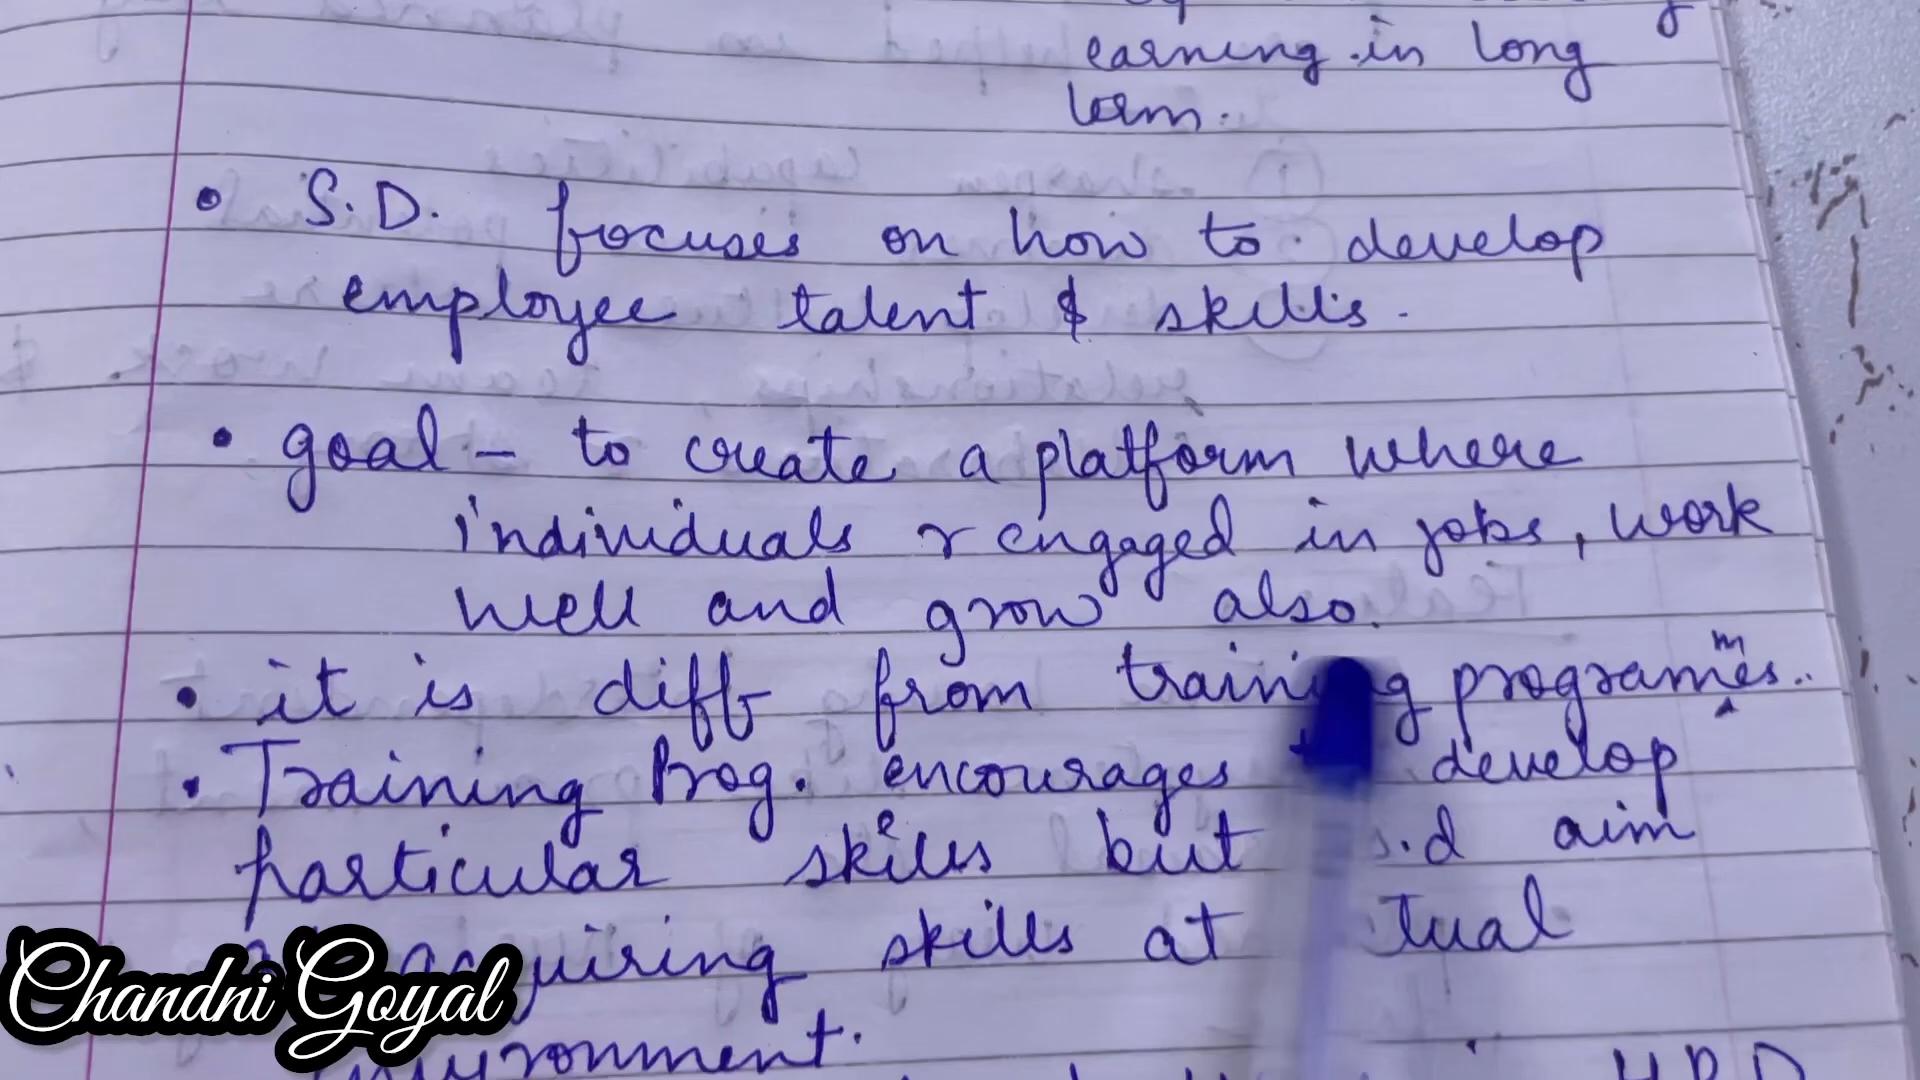 earning in long
term.
• S.D. focuses on how to develop
employee talent & skills.
• goal - to create a platform where
individuals r engaged in jobs, work
well and grow also.
• it is diff from training programmes.
• Training Prog. encourages develop
particular skills but s.d aim
skills at
Chandni Goyal
HRD